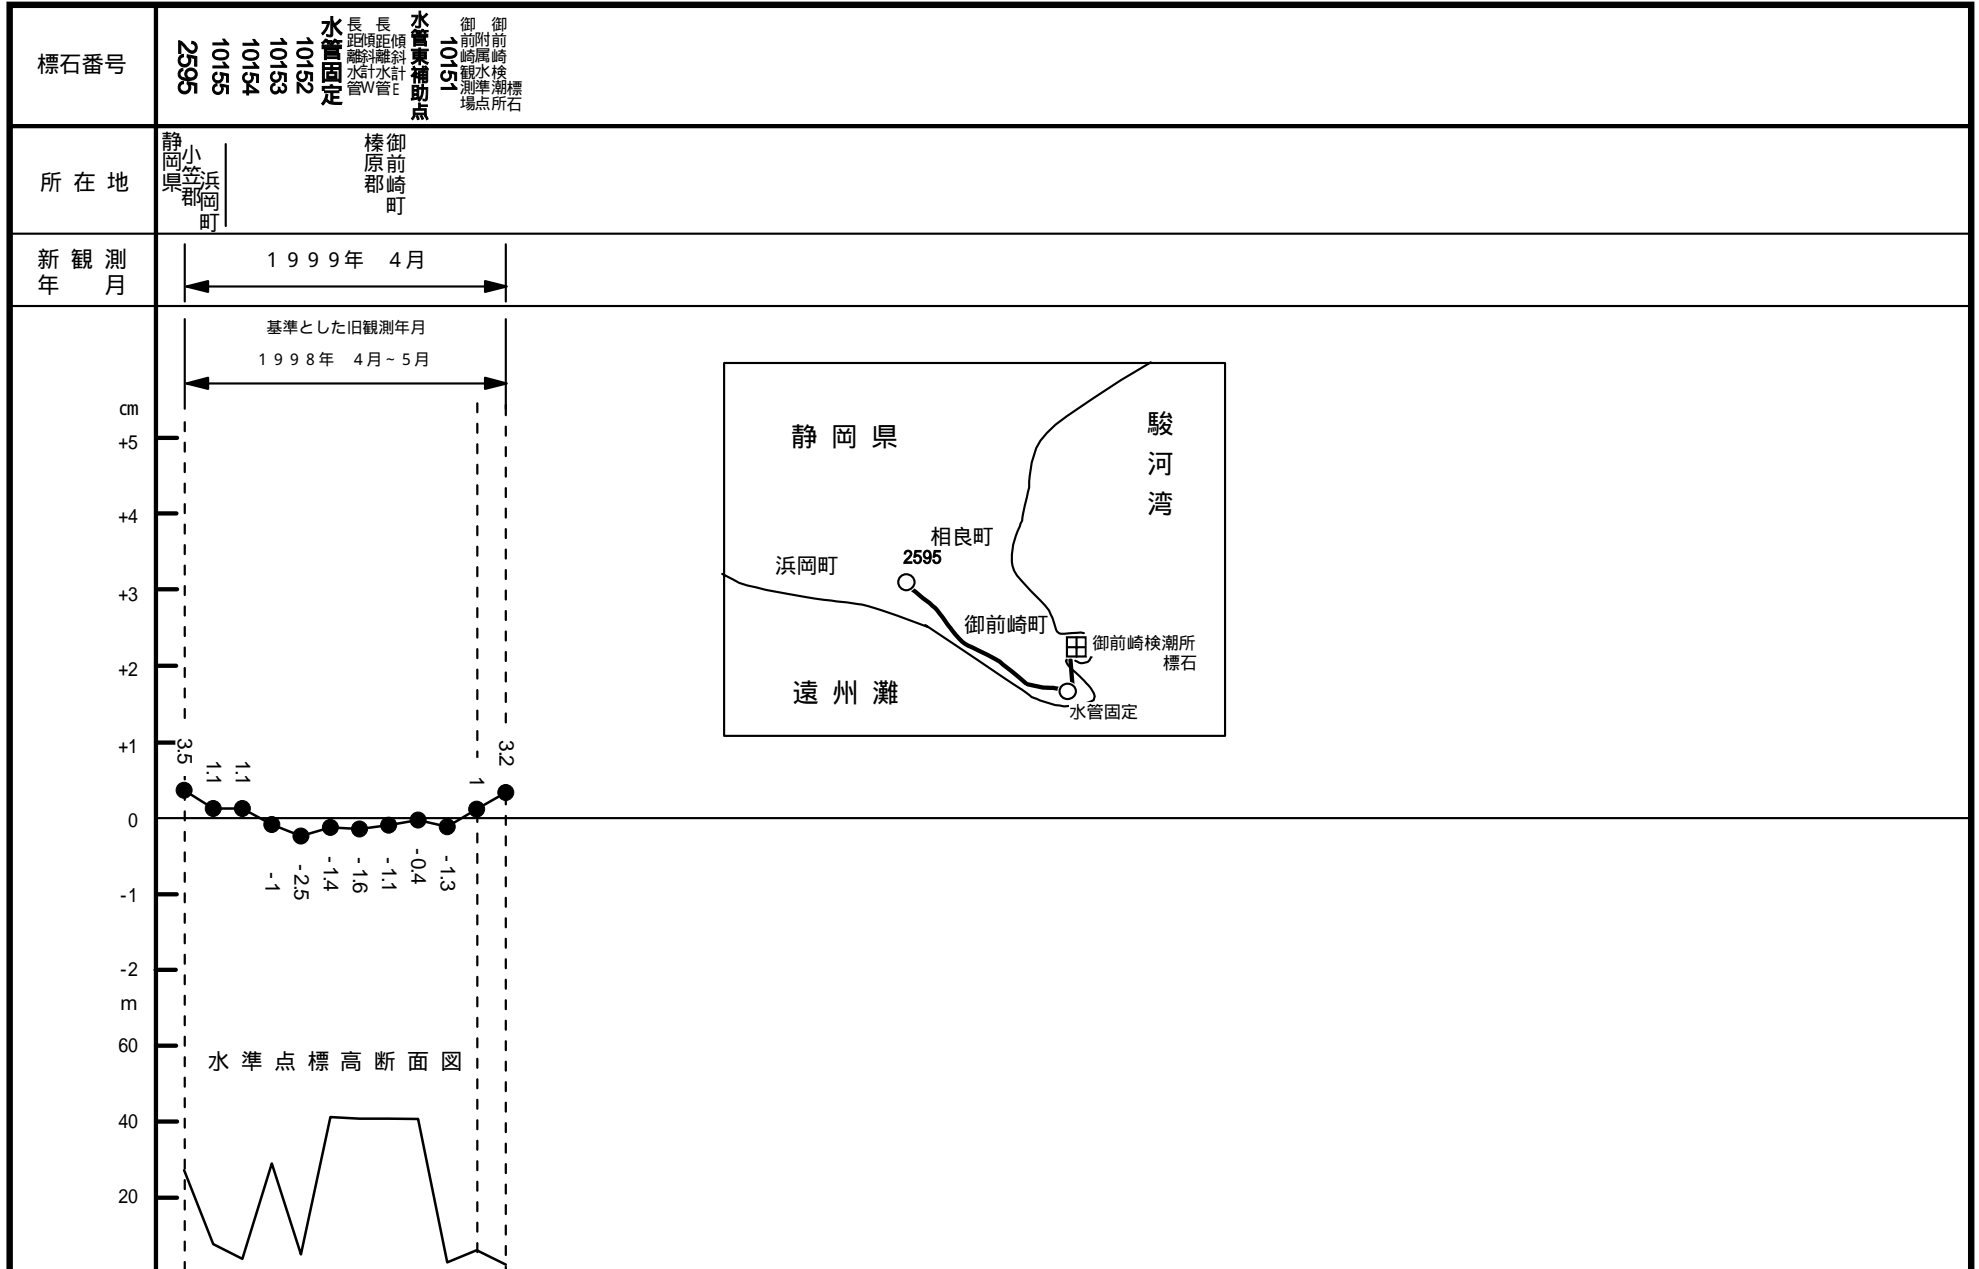 標石番号
2595
10155
10154
10153
10152
水管固定
長距離水管
傾斜計W
長距離水管
傾斜計E
水管東補助点
10151
御前崎観測場
附属水準点
御前崎検潮所
標石
所在地
静岡県
小笠郡
浜岡町
榛原郡
御前崎町
新観測
年 月
1999年 4月
基準とした旧観測年月
1998年 4月~5月
cm
+5
+4
+3
+2
+1
0
-1
-2
3.5
1.1
1.1
-1
-2.5
-1.4
-1.6
-1.1
-0.4
-1.3
1
3.2
静岡県
駿河湾
相良町
2595
浜岡町
御前崎町
御前崎検潮所
標石
遠州灘
水管固定
m
60
40
20
水準点標高断面図